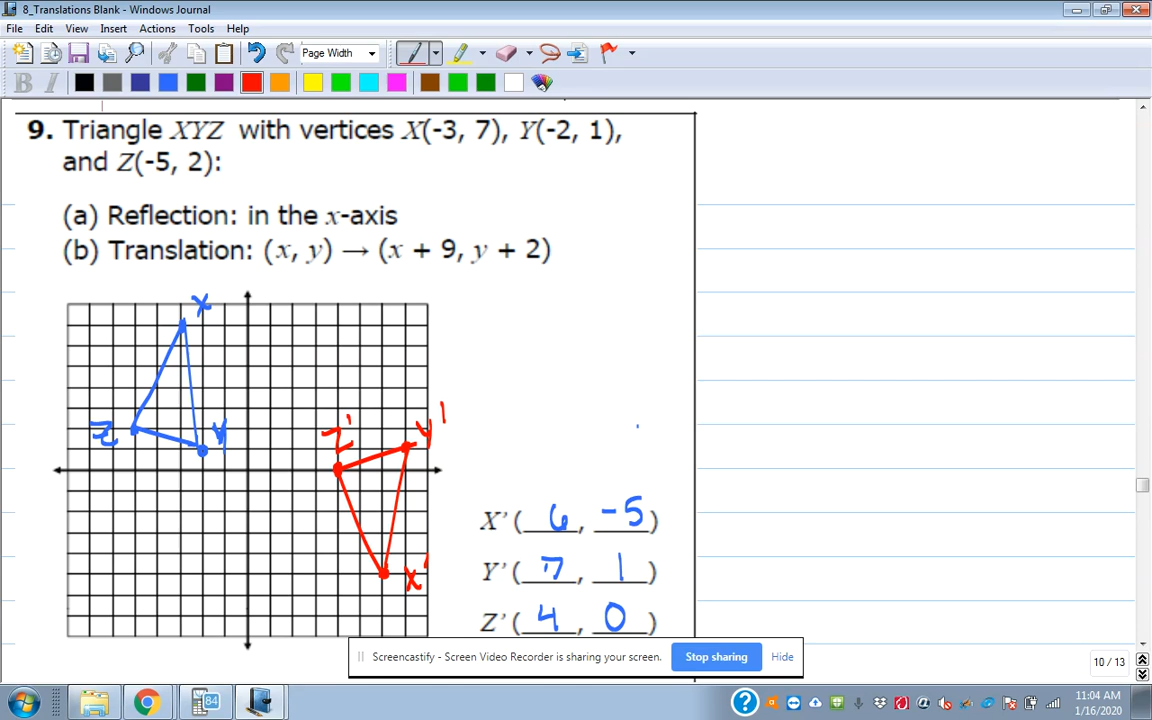 8_Translations Blank - Windows Journal
File Edit View Insert Actions Tools Help
Page Width
B I
9. Triangle XYZ with vertices X(-3, 7), Y(-2, 1),
and Z(-5, 2):
(a) Reflection: in the x-axis
(b) Translation: (x, y) → (x + 9, y + 2)
X
Z Y
Z' Y'
X'
X' ( 6 , -5 )
Y' ( 7 , 1 )
Z' ( 4 , 0 )
Screencastify - Screen Video Recorder is sharing your screen. Stop sharing Hide
10 / 13
84
11:04 AM
1/16/2020